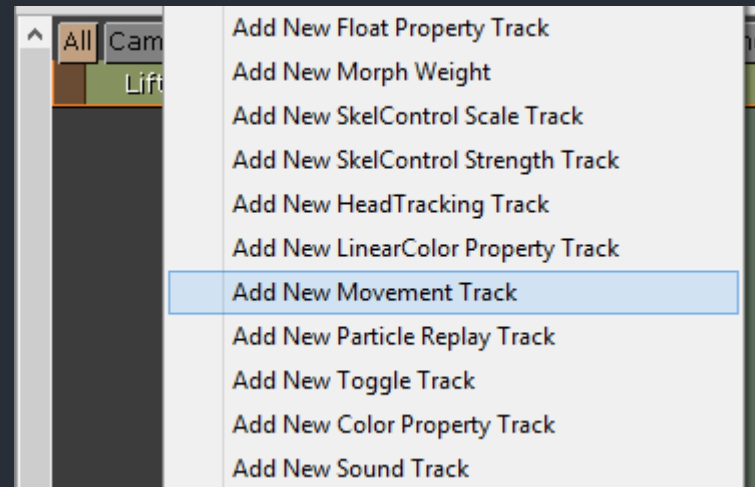 Add New Float Property Track
All Cam
Add New Morph Weight
Lift
Add New SkelControl Scale Track
Add New SkelControl Strength Track
Add New HeadTracking Track
Add New LinearColor Property Track
Add New Movement Track
Add New Particle Replay Track
Add New Toggle Track
Add New Color Property Track
Add New Sound Track